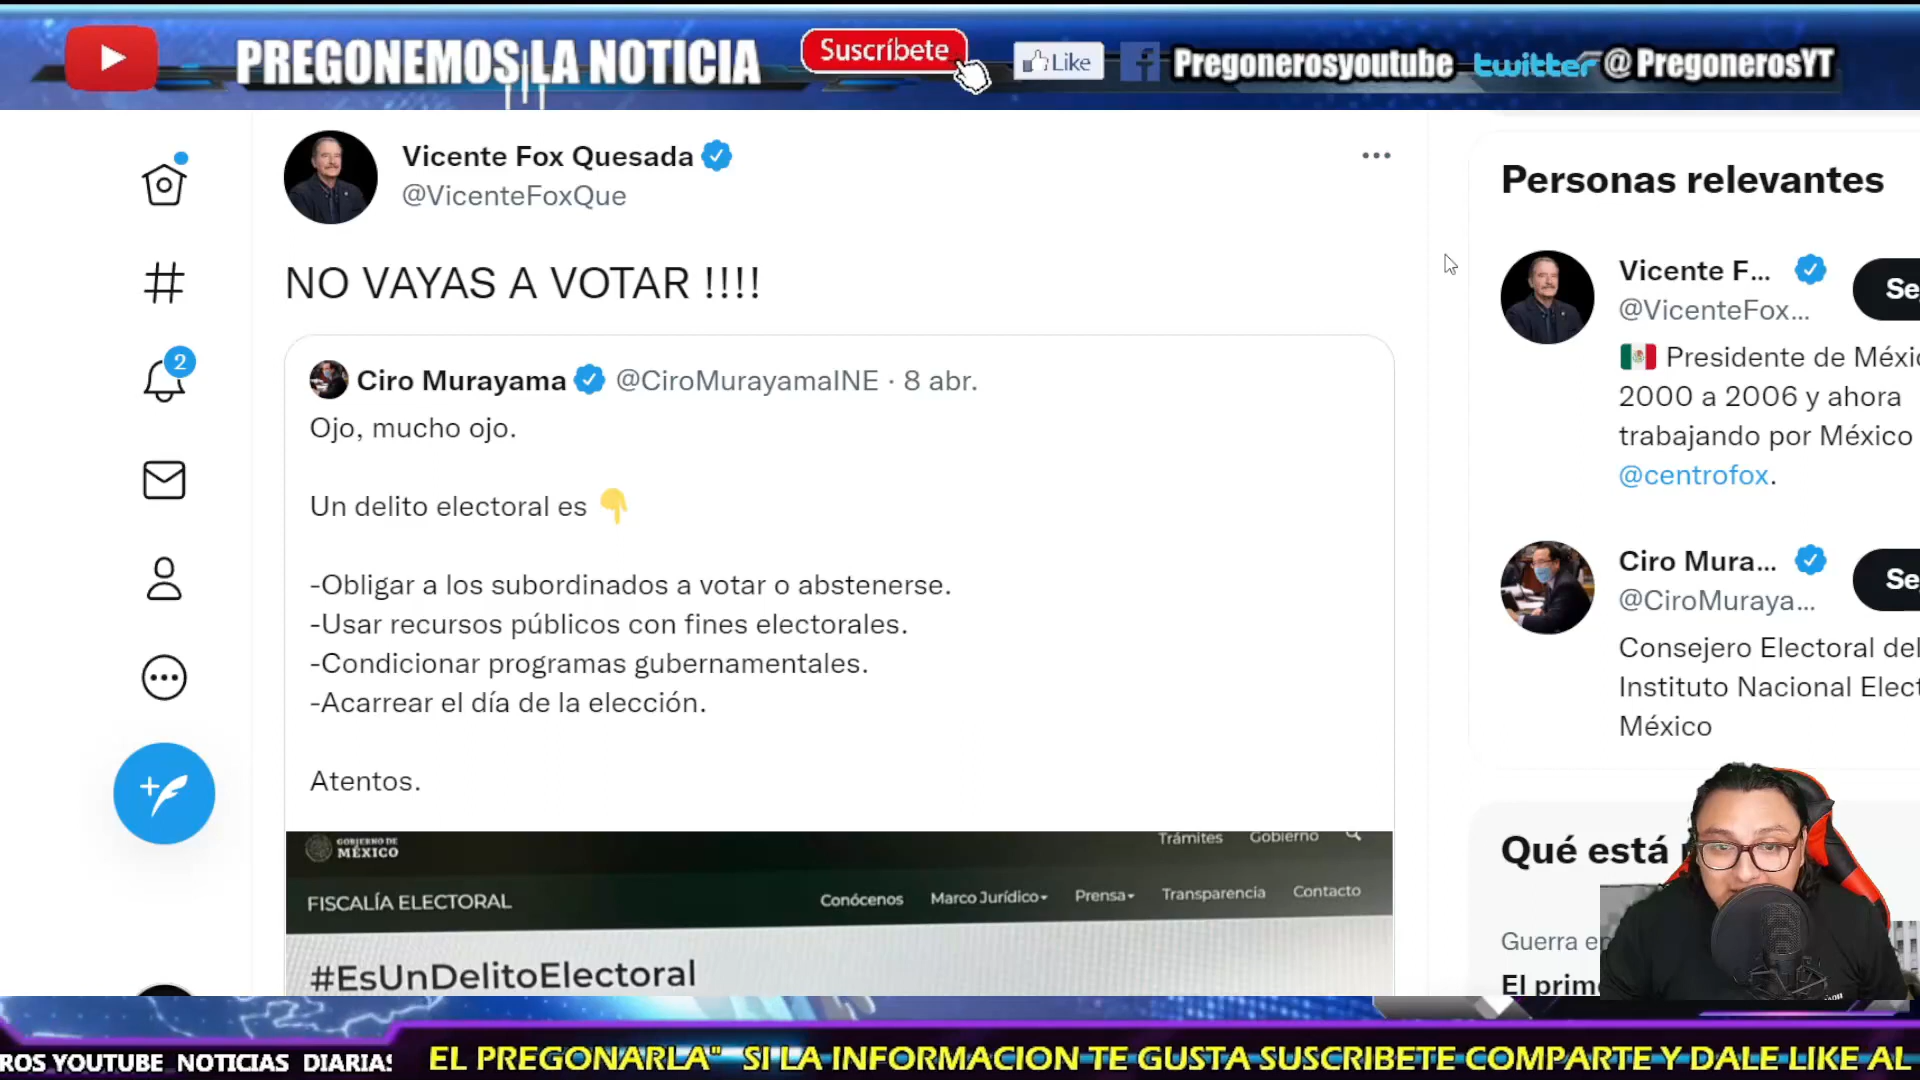 PREGONEMOS LA NOTICIA
Suscríbete
Like
Pregonerosyoutube
twitter @PregonerosYT
Vicente Fox Quesada
@VicenteFoxQue
NO VAYAS A VOTAR !!!!
Ciro Murayama @CiroMurayamaINE · 8 abr.
Ojo, mucho ojo.
Un delito electoral es
-Obligar a los subordinados a votar o abstenerse.
-Usar recursos públicos con fines electorales.
-Condicionar programas gubernamentales.
-Acarrear el día de la elección.
Atentos.
GOBIERNO DE
MÉXICO
Trámites Gobierno
FISCALÍA ELECTORAL
Conócenos Marco Jurídico Prensa Transparencia Contacto
#EsUnDelitoElectoral
2
Personas relevantes
Vicente F...
@VicenteFox...
Se
Presidente de Méxic
2000 a 2006 y ahora
trabajando por México
@centrofox.
Ciro Mura...
@CiroMuraya...
Se
Consejero Electoral del
Instituto Nacional Elect
México
Qué está
Guerra en
El prim
ROS YOUTUBE NOTICIAS DIARIAS
EL PREGONARLA" SI LA INFORMACION TE GUSTA SUSCRIBETE COMPARTE Y DALE LIKE AL